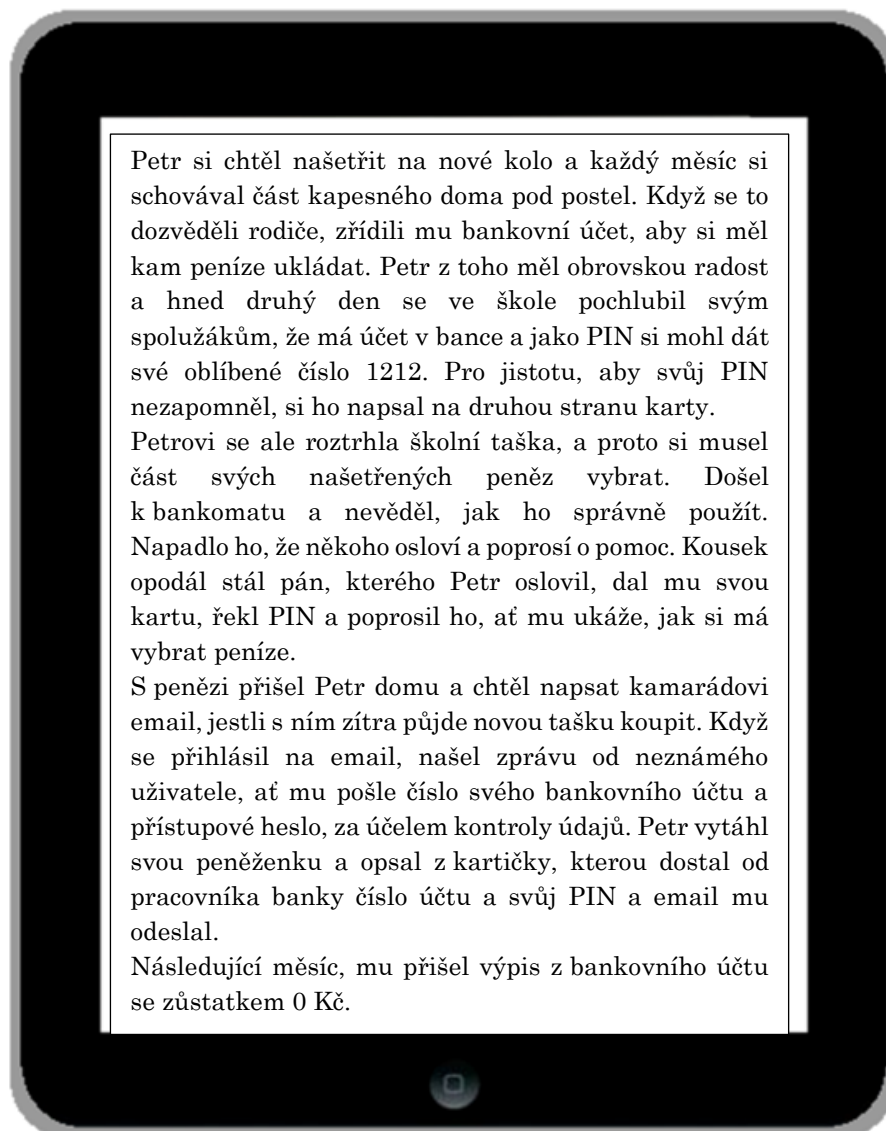 Petr si chtěl našetřit na nové kolo a každý měsíc si
schovával část kapesného doma pod postel. Když se to
dozvěděli rodiče, zřídili mu bankovní účet, aby si měl
kam peníze ukládat. Petr z toho měl obrovskou radost
a hned druhý den se ve škole pochlubil svým
spolužákům, že má účet v bance a jako PIN si mohl dát
své oblíbené číslo 1212. Pro jistotu, aby svůj PIN
nezapomněl, si ho napsal na druhou stranu karty.
Petrovi se ale roztrhla školní taška, a proto si musel
část svých našetřených peněz vybrat. Došel
k bankomatu a nevěděl, jak ho správně použít.
Napadlo ho, že někoho osloví a poprosí o pomoc. Kousek
opodál stál pán, kterého Petr oslovil, dal mu svou
kartu, řekl PIN a poprosil ho, ať mu ukáže, jak si má
vybrat peníze.
S penězi přišel Petr domu a chtěl napsat kamarádovi
email, jestli s ním zítra půjde novou tašku koupit. Když
se přihlásil na email, našel zprávu od neznámého
uživatele, ať mu pošle číslo svého bankovního účtu a
přístupové heslo, za účelem kontroly údajů. Petr vytáhl
svou peněženku a opsal z kartičky, kterou dostal od
pracovníka banky číslo účtu a svůj PIN a email mu
odeslal.
Následující měsíc, mu přišel výpis z bankovního účtu
se zůstatkem 0 Kč.